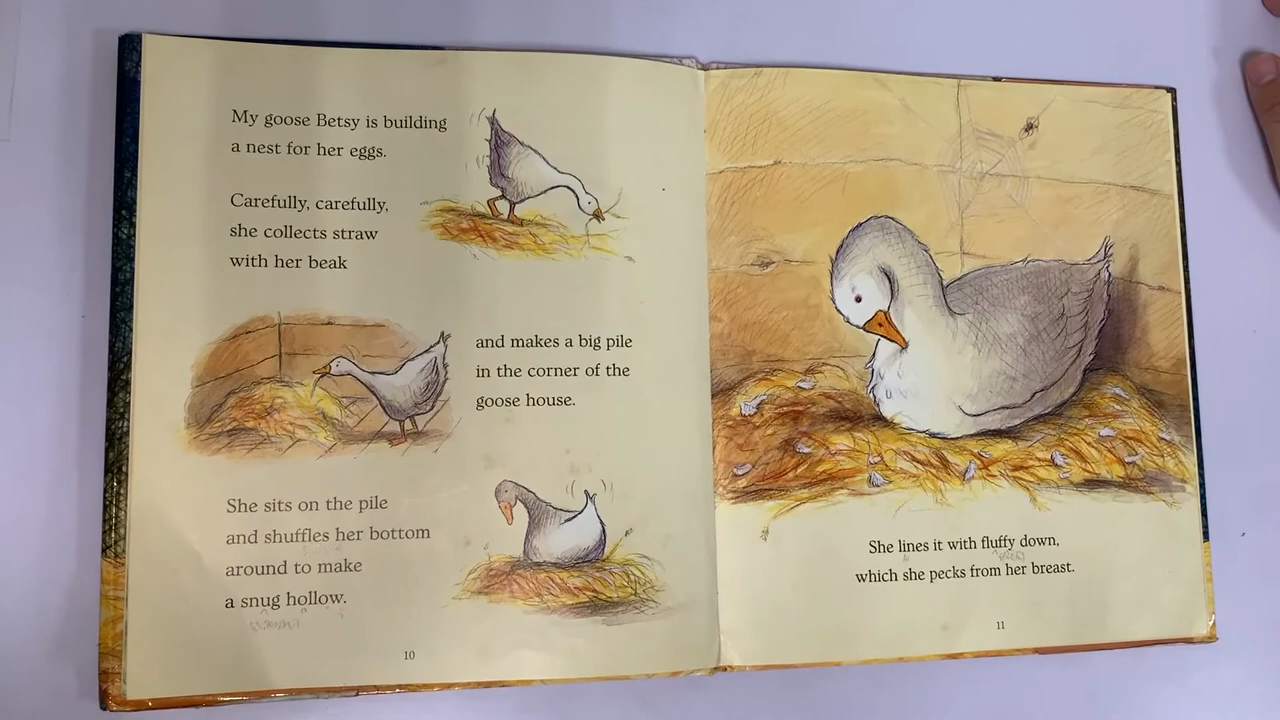 My goose Betsy is building
a nest for her eggs.
Carefully, carefully,
she collects straw
with her beak
and makes a big pile
in the corner of the
goose house.
She sits on the pile
and shuffles her bottom
around to make
a snug hollow.
10
She lines it with fluffy down,
which she pecks from her breast.
11